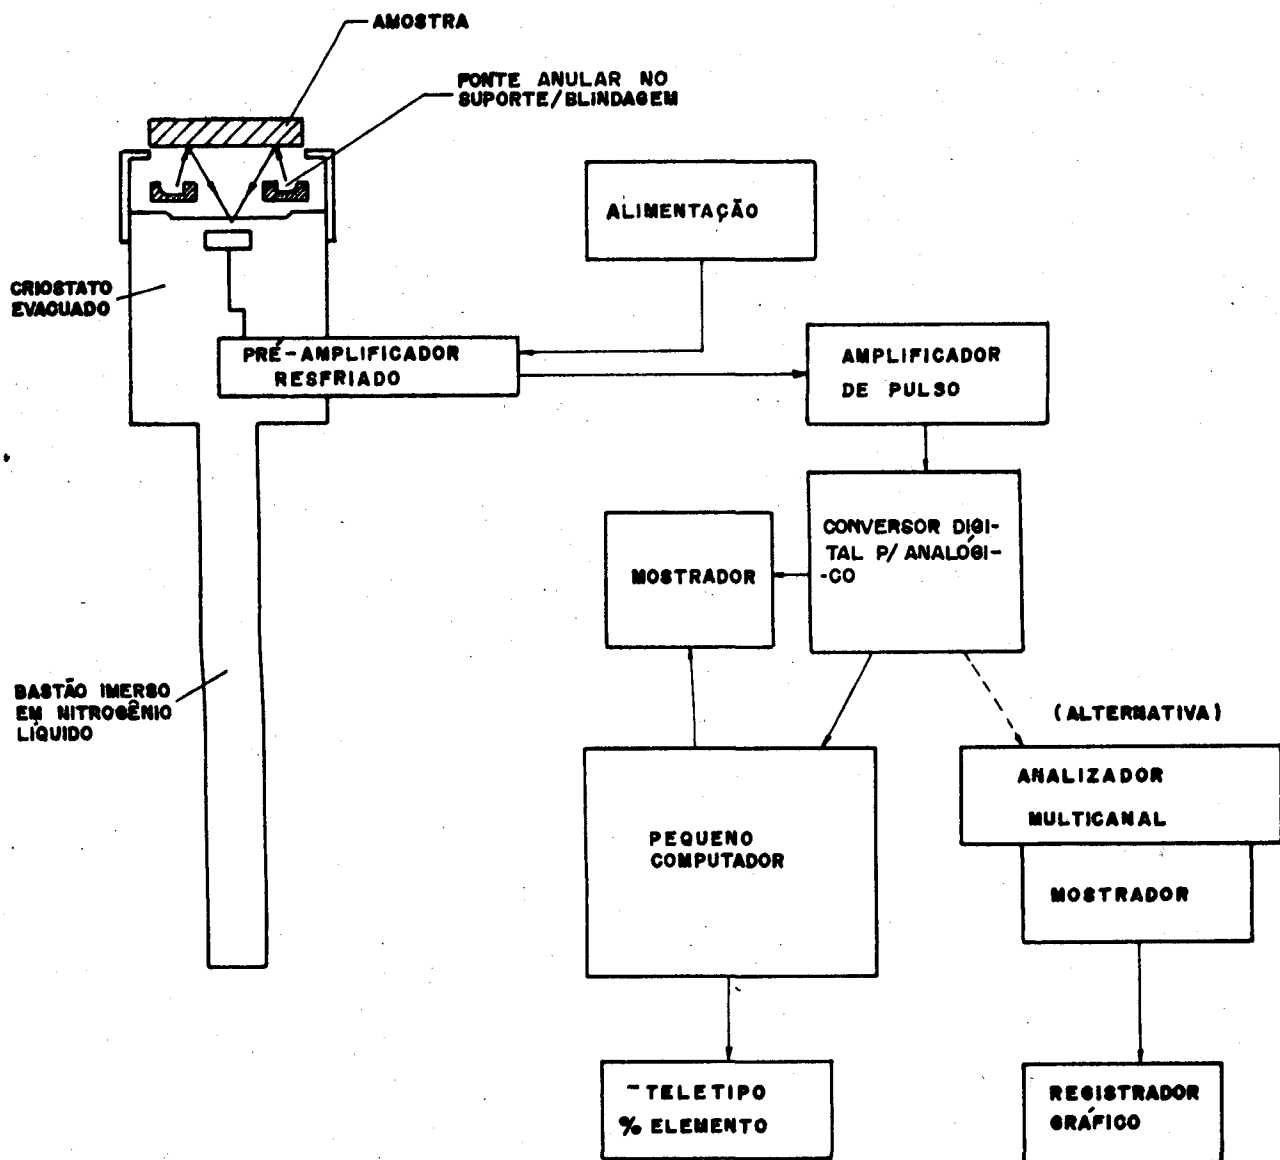 AMOSTRA
FONTE ANULAR NO
SUPORTE/BLINDAGEM
ALIMENTAÇÃO
CRIOSTATO
EVACUADO
PRÉ-AMPLIFICADOR
RESFRIADO
AMPLIFICADOR
DE PULSO
CONVERSOR DIGI-
TAL P/ ANALÓGI-
-CO
MOSTRADOR
BASTÃO IMERSO
EM NITROGÊNIO
LÍQUIDO
(ALTERNATIVA)
ANALIZADOR
MULTICANAL
PEQUENO
COMPUTADOR
MOSTRADOR
TELETIPO
% ELEMENTO
REGISTRADOR
GRÁFICO